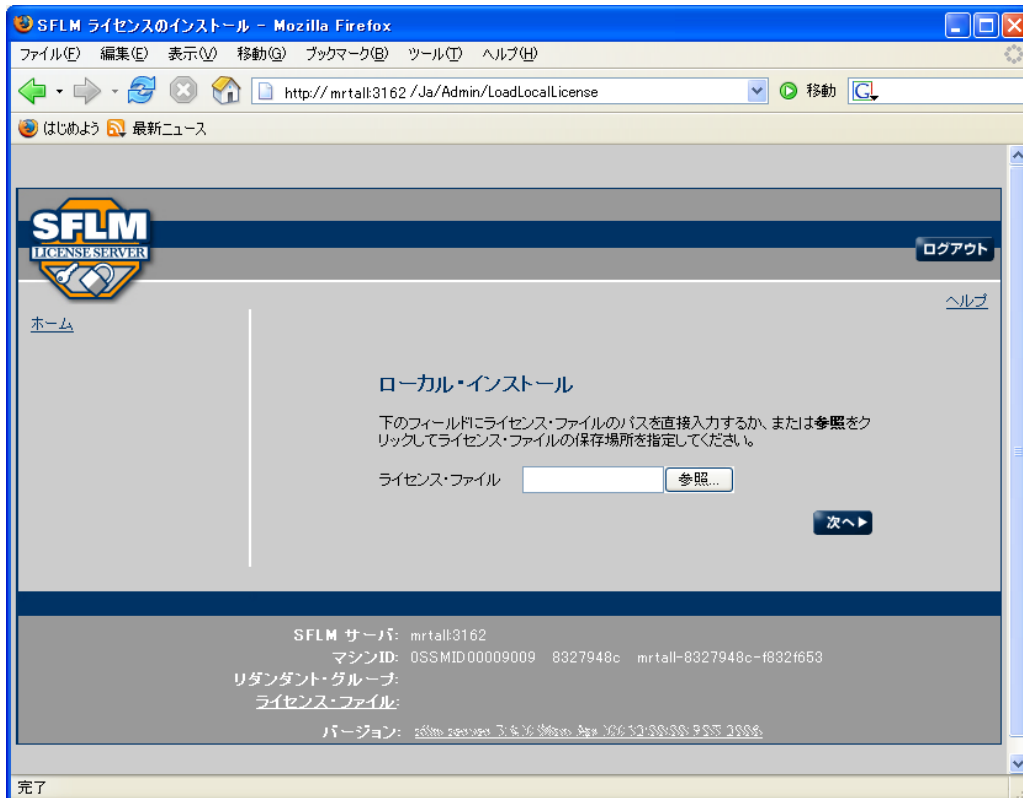 SFLM ライセンスのインストール - Mozilla Firefox
ファイル(F) 編集(E) 表示(V) 移動(G) ブックマーク(B) ツール(T) ヘルプ(H)
http://mrtall:3162/Ja/Admin/LoadLocalLicense 移動 G
はじめよう 最新ニュース
SFLM
LICENSE SERVER
ログアウト
ヘルプ
ホーム
ローカル・インストール
下のフィールドにライセンス・ファイルのパスを直接入力するか、または参照をク
リックしてライセンス・ファイルの保存場所を指定してください。
ライセンス・ファイル 参照...
次へ
SFLM サーバ: mrtall:3162
マシンID: 0SSMID00009009 8327948c mrtall-8327948c-f832f653
リダンダント・グループ:
ライセンス・ファイル:
バージョン:
完了